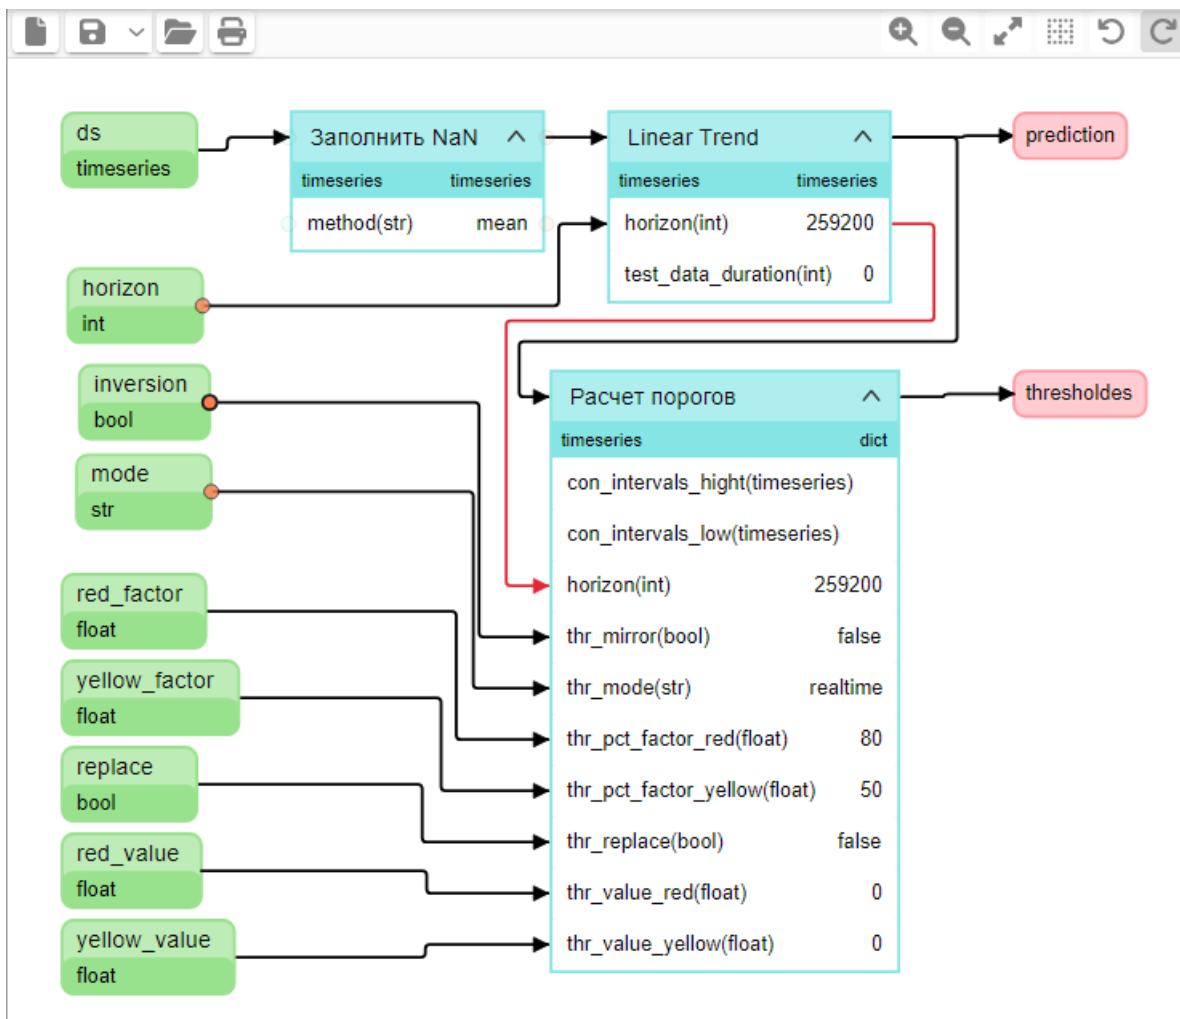 ds
timeseries
Заполнить NaN
timeseries timeseries
method(str) mean
Linear Trend
timeseries timeseries
horizon(int) 259200
test_data_duration(int) 0
prediction
horizon
int
inversion
bool
mode
str
red_factor
float
yellow_factor
float
replace
bool
red_value
float
yellow_value
float
Расчет порогов
timeseries dict
con_intervals_hight(timeseries)
con_intervals_low(timeseries)
horizon(int) 259200
thr_mirror(bool) false
thr_mode(str) realtime
thr_pct_factor_red(float) 80
thr_pct_factor_yellow(float) 50
thr_replace(bool) false
thr_value_red(float) 0
thr_value_yellow(float) 0
thresholdes